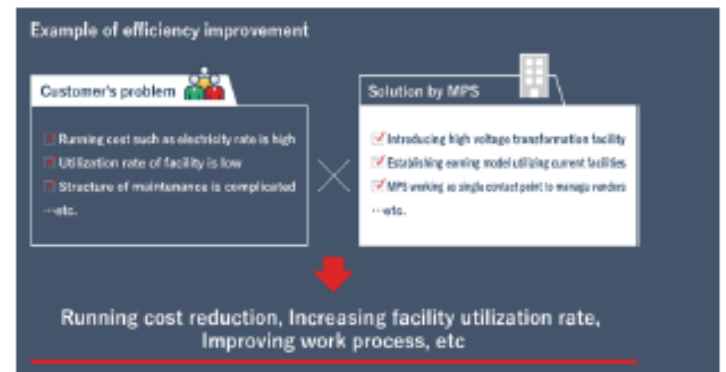 Example of efficiency improvement
Customer's problem
Running cost such as electricity rate is high
Utilization rate of facility is low
Structure of maintenance is complicated
…etc.
Solution by MPS
Introducing high voltage transformation facility
Establishing earning model utilizing current facilities
MPS working as single contact point to manage venders
…etc.
Running cost reduction, Increasing facility utilization rate,
Improving work process, etc